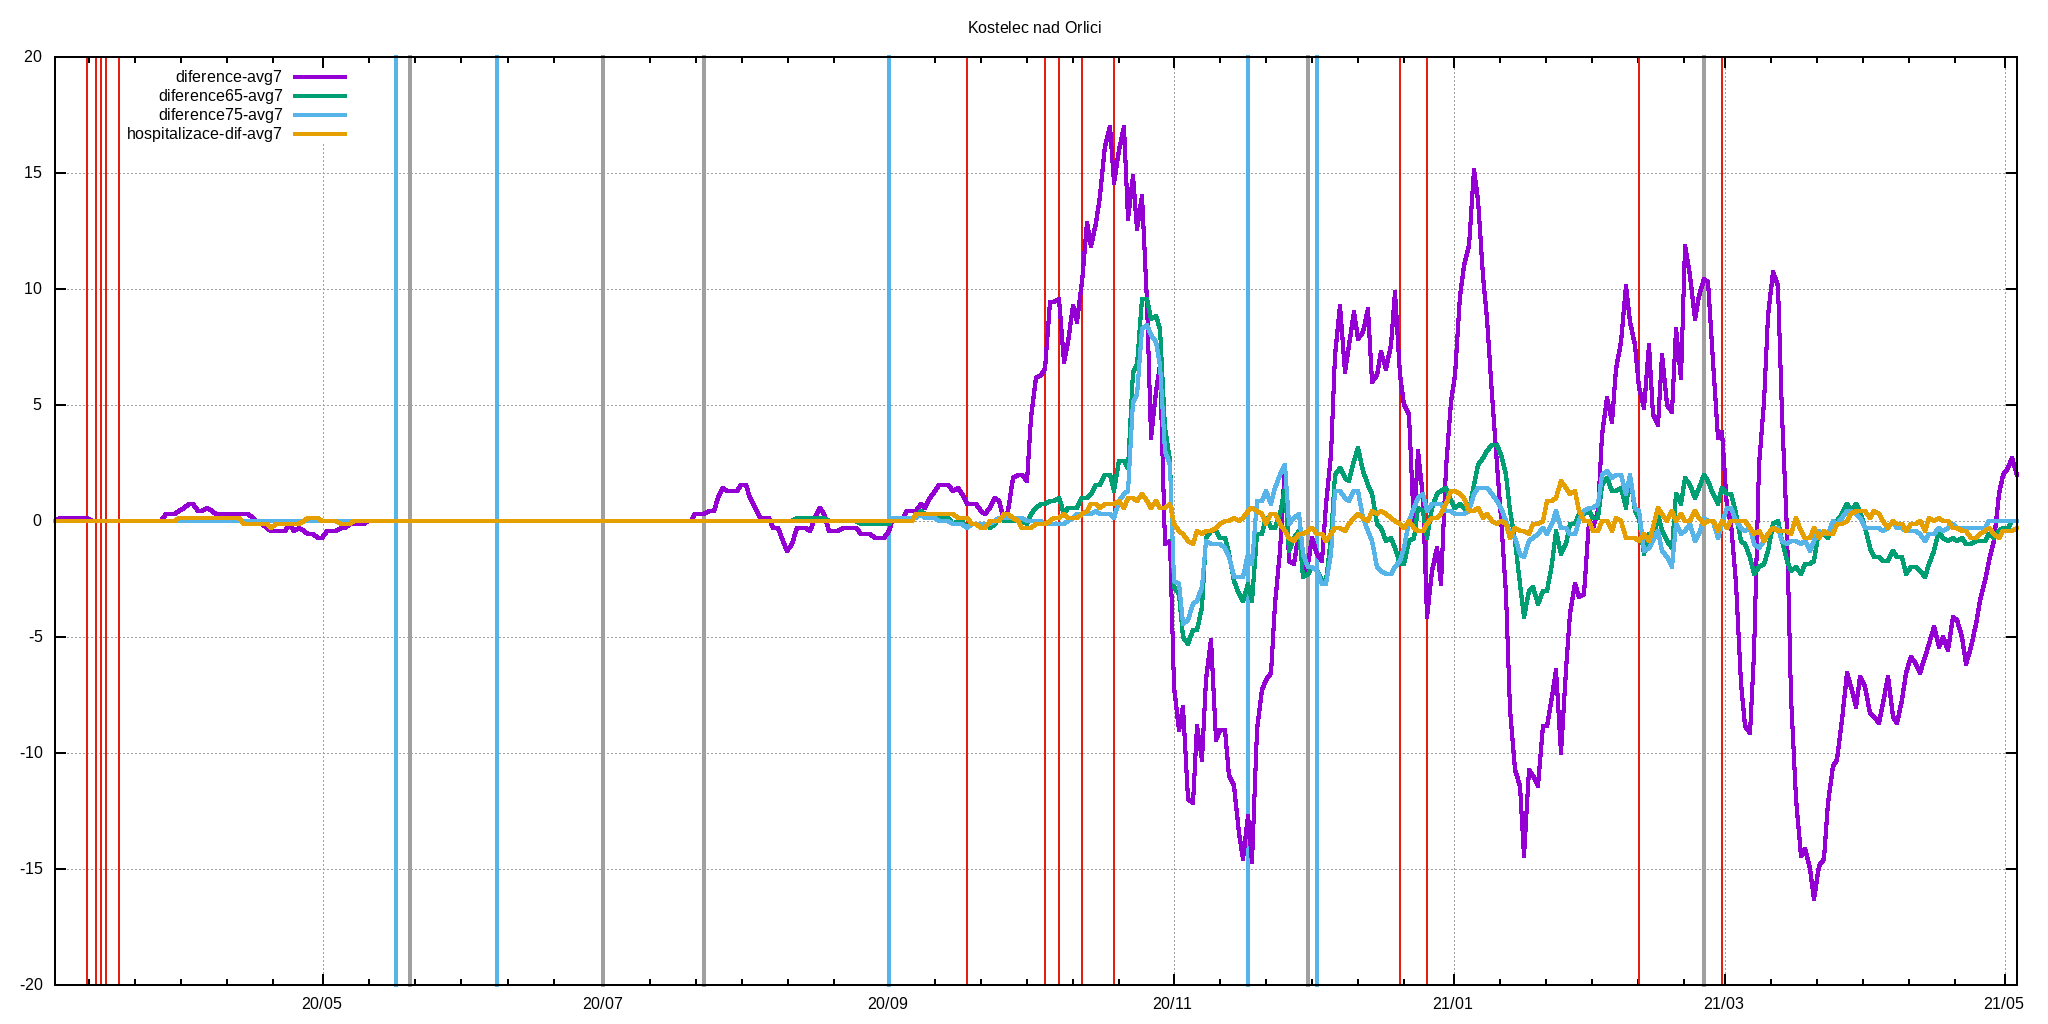 Kostelec nad Orlici
20
diference-avg7
diference65-avg7
diference75-avg7
hospitalizace-dif-avg7
15
10
5
0
-5
-10
-15
-20
20/05 20/07 20/09 20/11 21/01 21/03 21/05